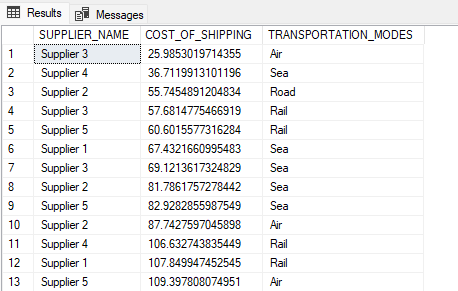 Results Messages
SUPPLIER_NAME COST_OF_SHIPPING TRANSPORTATION_MODES
1 Supplier 3 25.9853019714355 Air
2 Supplier 4 36.7119913101196 Sea
3 Supplier 2 55.7454891204834 Road
4 Supplier 3 57.6814775466919 Rail
5 Supplier 5 60.6015577316284 Rail
6 Supplier 1 67.4321660995483 Sea
7 Supplier 3 69.1213617324829 Sea
8 Supplier 2 81.7861757278442 Sea
9 Supplier 5 82.9282855987549 Sea
10 Supplier 2 87.7427597045898 Air
11 Supplier 4 106.632743835449 Rail
12 Supplier 1 107.849947452545 Rail
13 Supplier 5 109.397808074951 Air